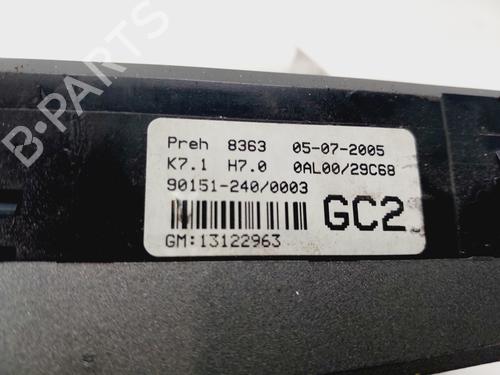 Preh 8363 05-07-2005
K7.1 H7.0 0AL00/29C68
90151-240/0003
GC2
GM:13122963
B-PARTS